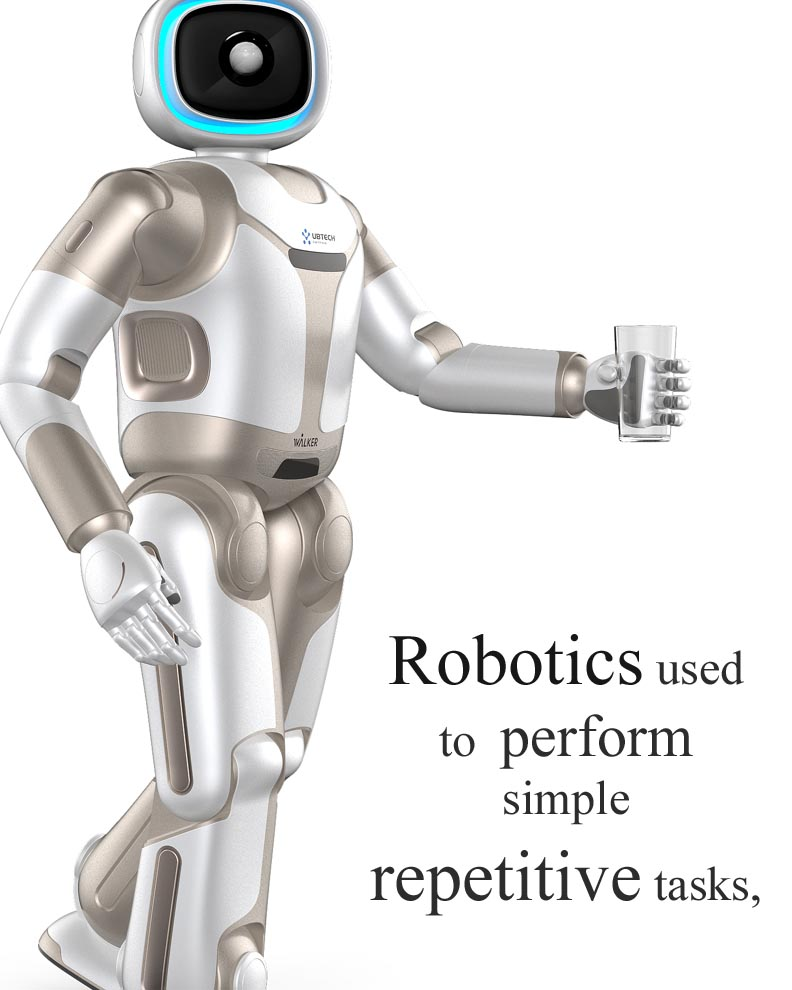 UBTECH
WALKER
Robotics used
to perform
simple
repetitive tasks,